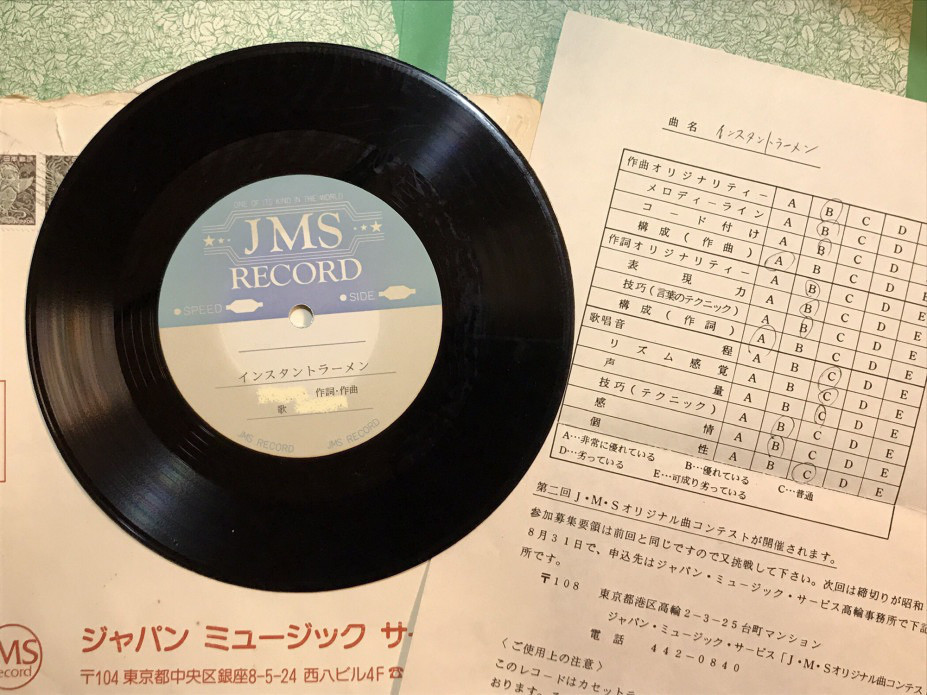 ONE OF ITS KIND IN THE WORLD
JMS
RECORD
SPEED
SIDE
インスタントラーメン
作詞・作曲
歌
JMS RECORD
JMS RECORD
MS
record
ジャパン ミュージック サ
〒104 東京都中央区銀座8-5-24 西八ビル4F ☎
曲名 インスタントラーメン
作曲オリジナリティー A B C D
メロディーライン A B C D
コード付け A B C D
構成(作曲) A B C D E
作詞オリジナリティー A B C D E
表現力 A B C D E
技巧(言葉のテクニック) A B C D E
構成(作詞) A B C D E
歌唱音程 A B C D E
リズム感覚 A B C D E
声量 A B C D E
技巧(テクニック) A B C D E
感情 A B C D E
個性 A B C D E
A…非常に優れている B…優れている C…普通
D…劣っている E…可成り劣っている
第二回J・M・Sオリジナル曲コンテストが開催されます。
参加募集要領は前回と同じですので又挑戦して下さい。次回は締切りが昭和
8月31日で、申込先はジャパン・ミュージック・サービス高輪事務所で下記
所です。
〒108 東京都港区高輪2-3-25台町マンション
ジャパン・ミュージック・サービス「J・M・Sオリジナル曲コンテス
電話 442-0840
〈ご使用上の注意〉
このレコードはカセットテ
おります。